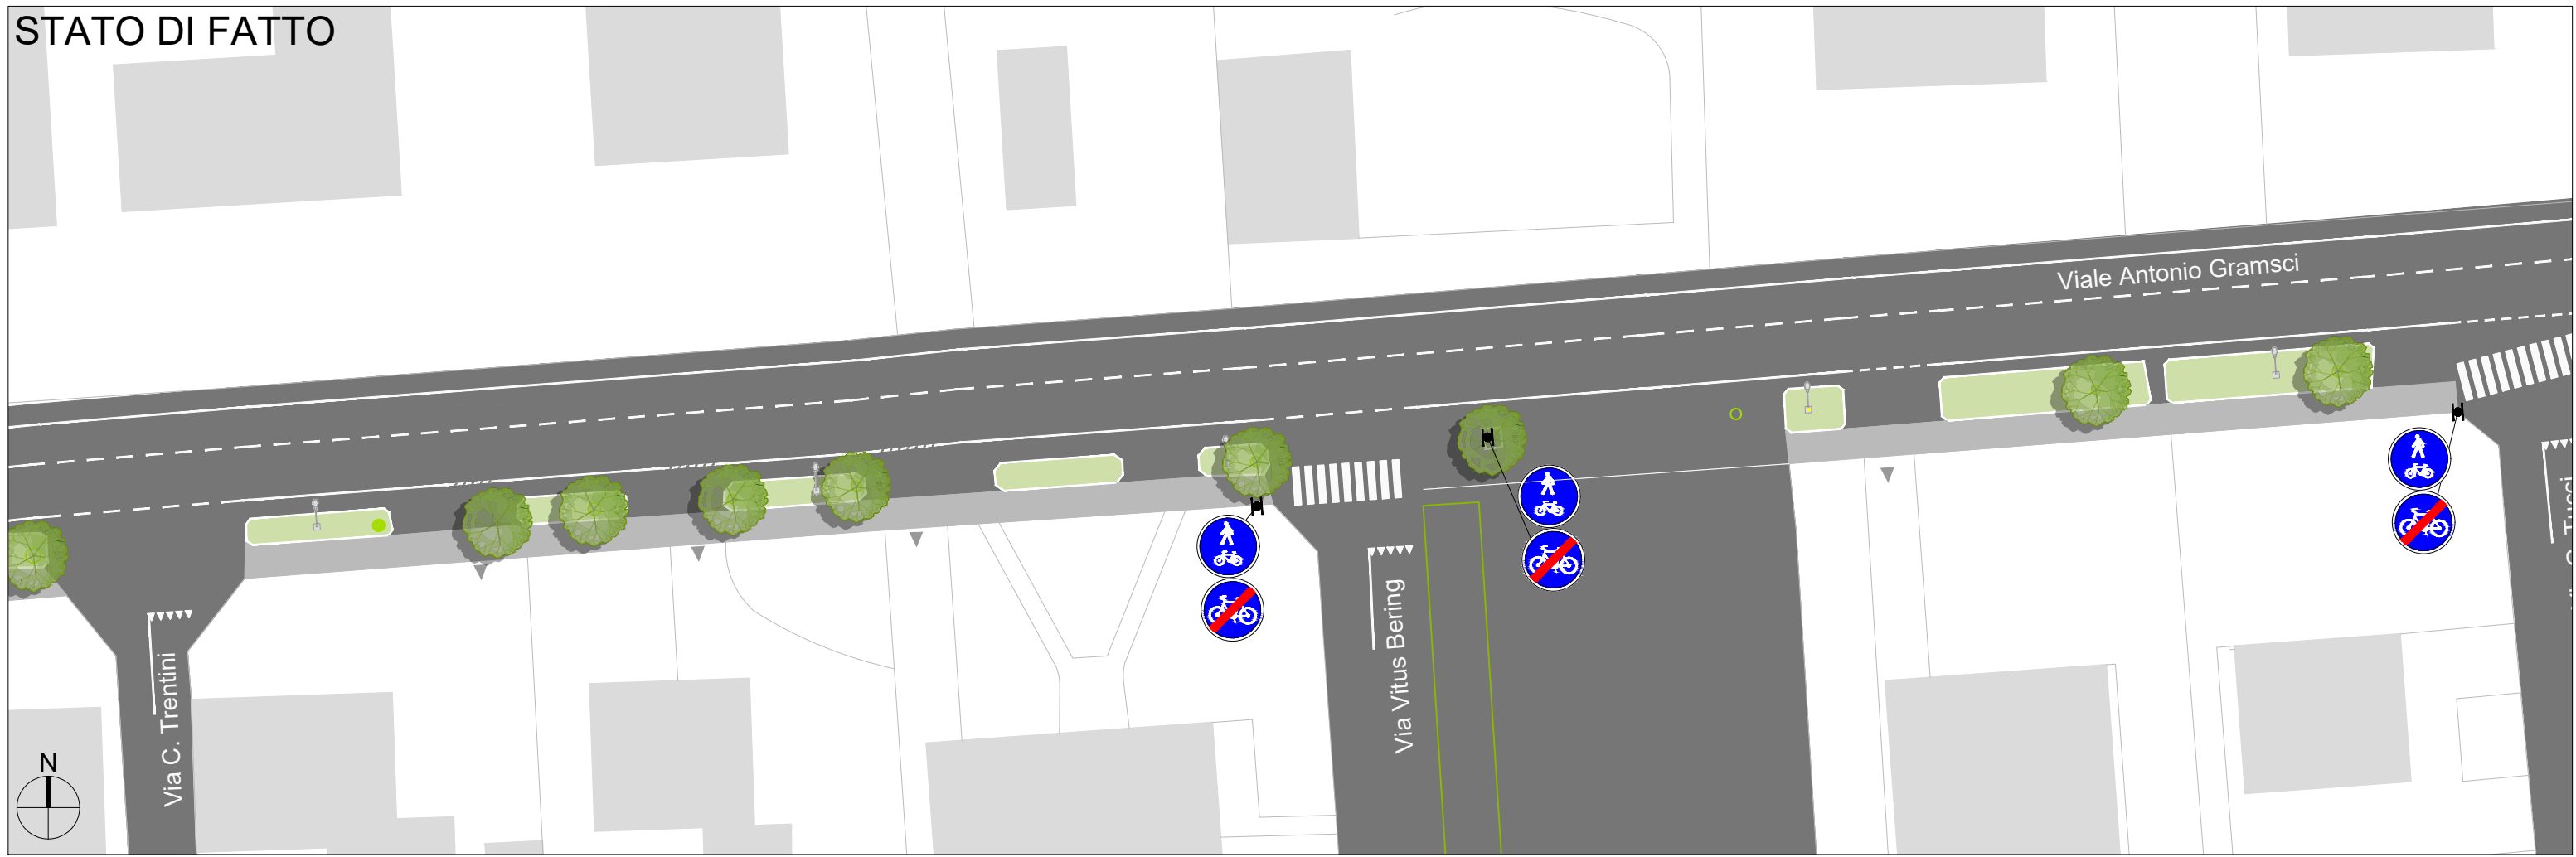 STATO DI FATTO
Viale Antonio Gramsci
Via Vitus Bering
Via C. Trentini
N